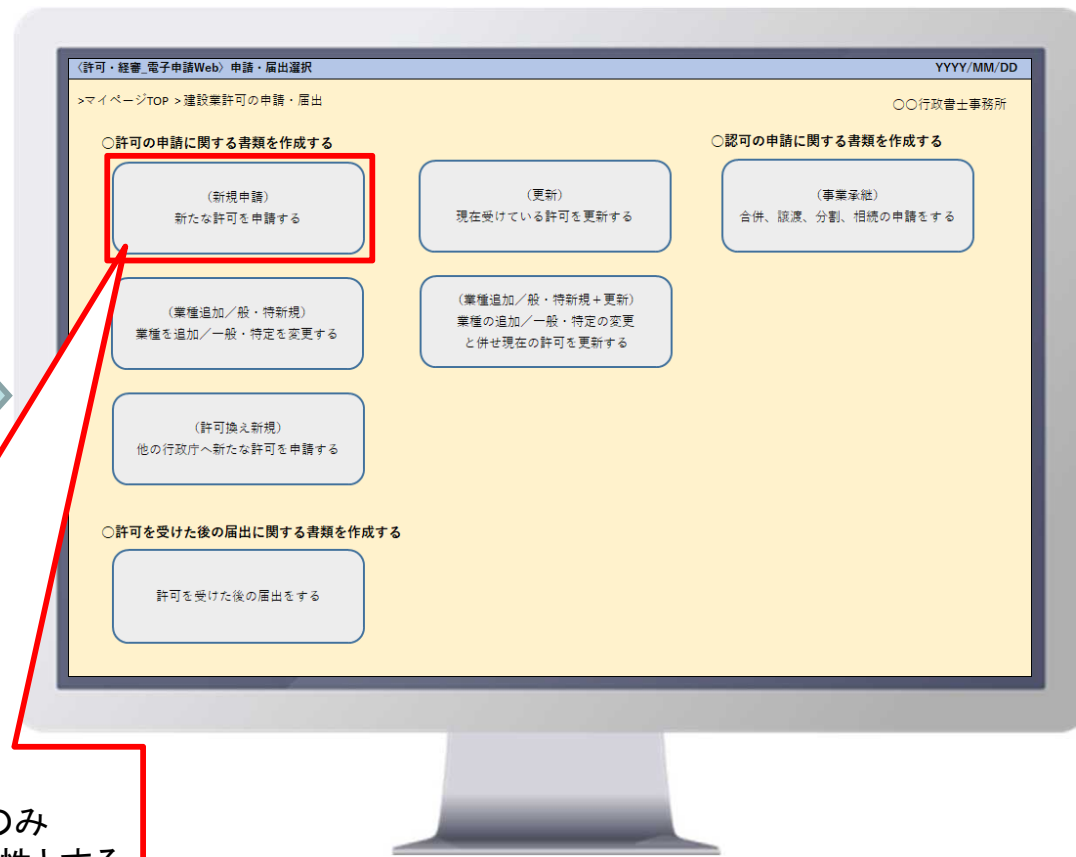 〈許可・経審_電子申請Web〉申請・届出選択
YYYY/MM/DD
>マイページTOP >建設業許可の申請・届出
○○行政書士事務所
○許可の申請に関する書類を作成する
(新規申請)
新たな許可を申請する
(更新)
現在受けている許可を更新する
○認可の申請に関する書類を作成する
(事業承継)
合併、譲渡、分割、相続の申請をする
(業種追加/般・特新規)
業種を追加/一般・特定を変更する
(業種追加/般・特新規+更新)
業種の追加/一般・特定の変更
と併せ現在の許可を更新する
(許可換え新規)
他の行政庁へ新たな許可を申請する
○許可を受けた後の届出に関する書類を作成する
許可を受けた後の届出をする
のみ
性とする